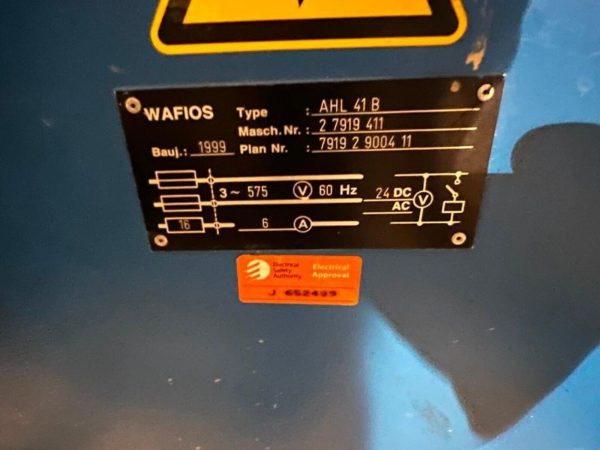 WAFIOS Type : AHL 41 B
Masch.Nr. : 2 7919 411
Bauj.: 1999 Plan Nr. : 7919 2 9004 11
3~ 575 V 60 Hz 24 DC V
AC
16 6 A
Electrical Safety Authority
Electrical Approval
J 652499